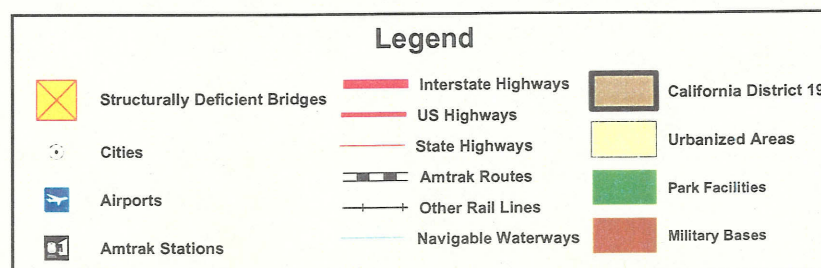 Legend
Structurally Deficient Bridges
Cities
Airports
Amtrak Stations
Interstate Highways
US Highways
State Highways
Amtrak Routes
Other Rail Lines
Navigable Waterways
California District 19
Urbanized Areas
Park Facilities
Military Bases